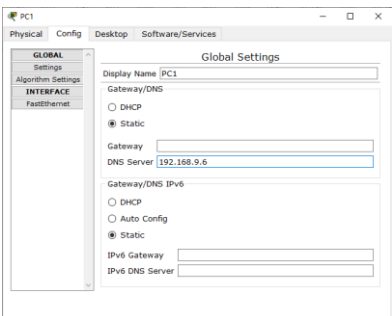 PC1
Physical Config Desktop Software/Services
GLOBAL
Settings
Algorithm Settings
INTERFACE
FastEthernet
Global Settings
Display Name PC1
Gateway/DNS
DHCP
Static
Gateway
DNS Server 192.168.9.6
Gateway/DNS IPv6
DHCP
Auto Config
Static
IPv6 Gateway
IPv6 DNS Server